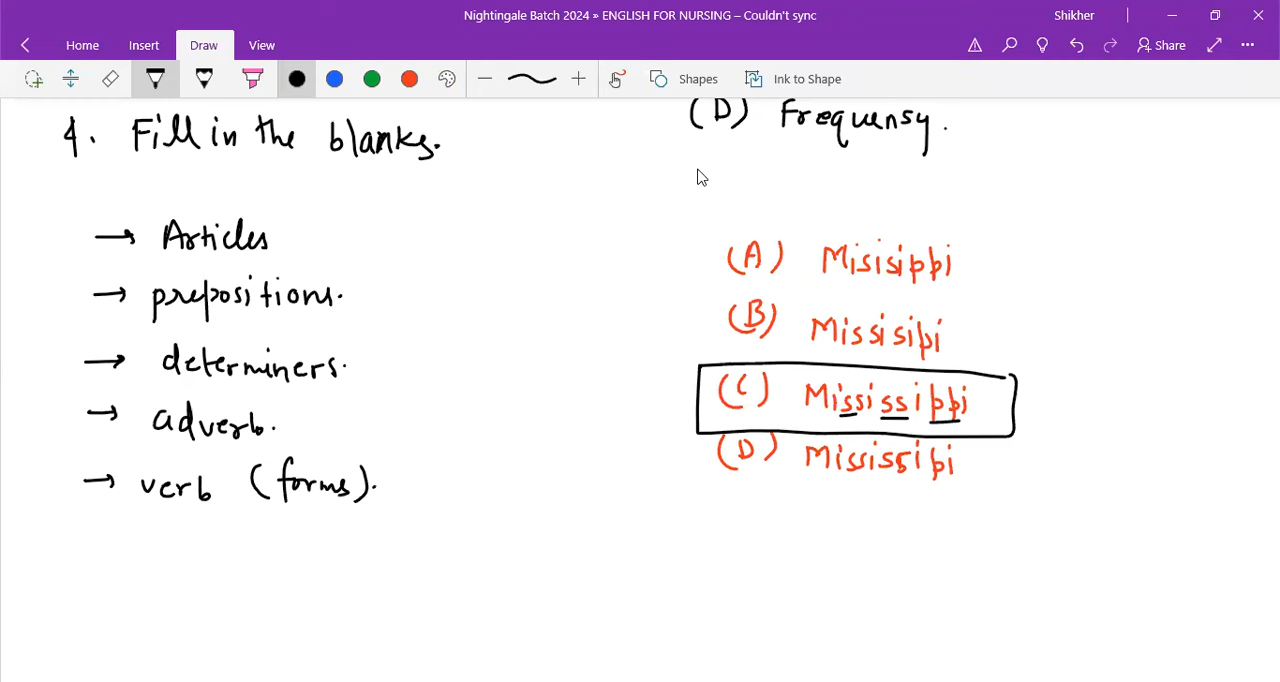 Nightingale Batch 2024 » ENGLISH FOR NURSING – Couldn't sync
Shikher
Home Insert Draw View
Share
Shapes Ink to Shape
4. Fill in the blanks.
→ Articles
→ prepositions.
→ determiners.
→ adverb.
→ verb (forms).
(D) Frequensy.
(A) Misisippi
(B) Missisipi
(C) Mississippi
(D) Mississipi